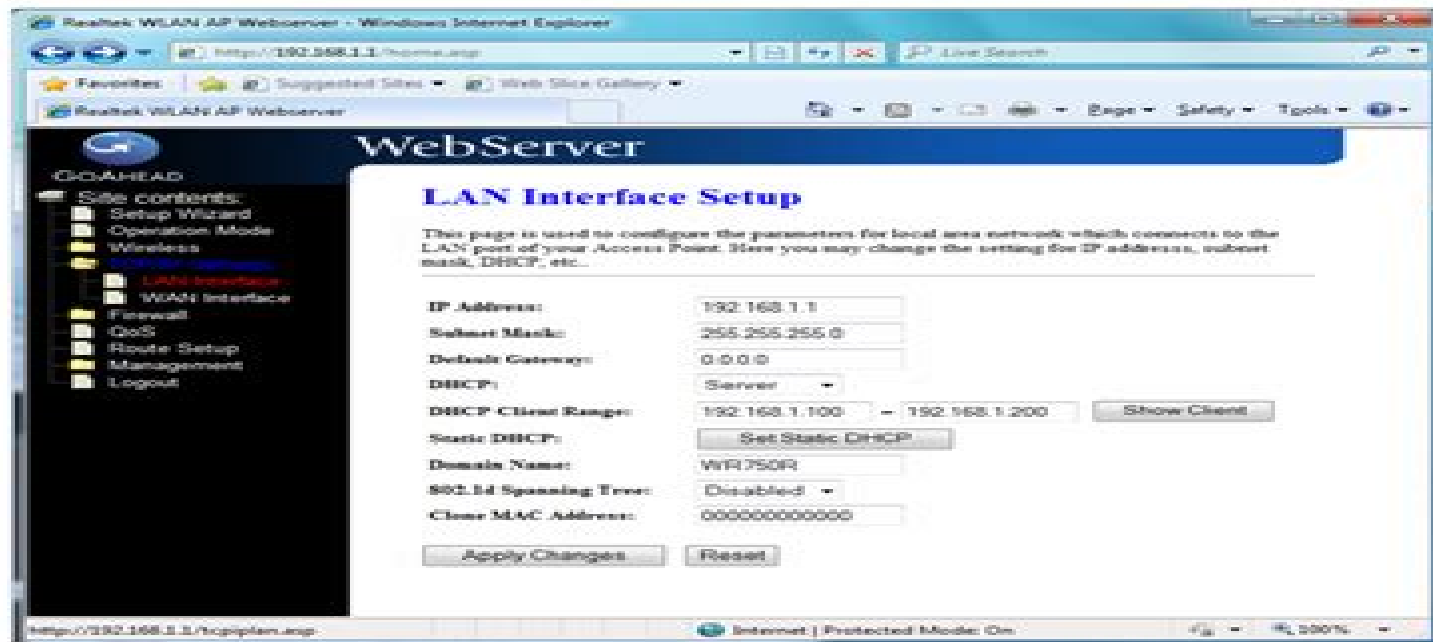 Realtek WLAN AP Webserver - Windows Internet Explorer
http://192.168.1.1/home.asp
Live Search
Favorites
Suggested Sites
Web Slice Gallery
Realtek WLAN AP Webserver
Page
Safety
Tools
GOAHEAD
WebServer
Site contents:
Setup Wizard
Operation Mode
Wireless
LAN Interface
WAN Interface
Firewall
QoS
Route Setup
Management
Logout
LAN Interface Setup
This page is used to configure the parameters for local area network which connects to the
LAN port of your Access Point. Here you may change the setting for IP addresss, subnet
mask, DHCP, etc..
IP Address: 192.168.1.1
Subnet Mask: 255.255.255.0
Default Gateway: 0.0.0.0
DHCP: Server
DHCP Client Range: 192.168.1.100 - 192.168.1.200 Show Client
Static DHCP: Set Static DHCP
Domain Name: WR750R
802.1d Spanning Tree: Disabled
Clone MAC Address: 000000000000
Apply Changes Reset
http://192.168.1.1/tcpiplan.asp
Internet | Protected Mode: On
100%